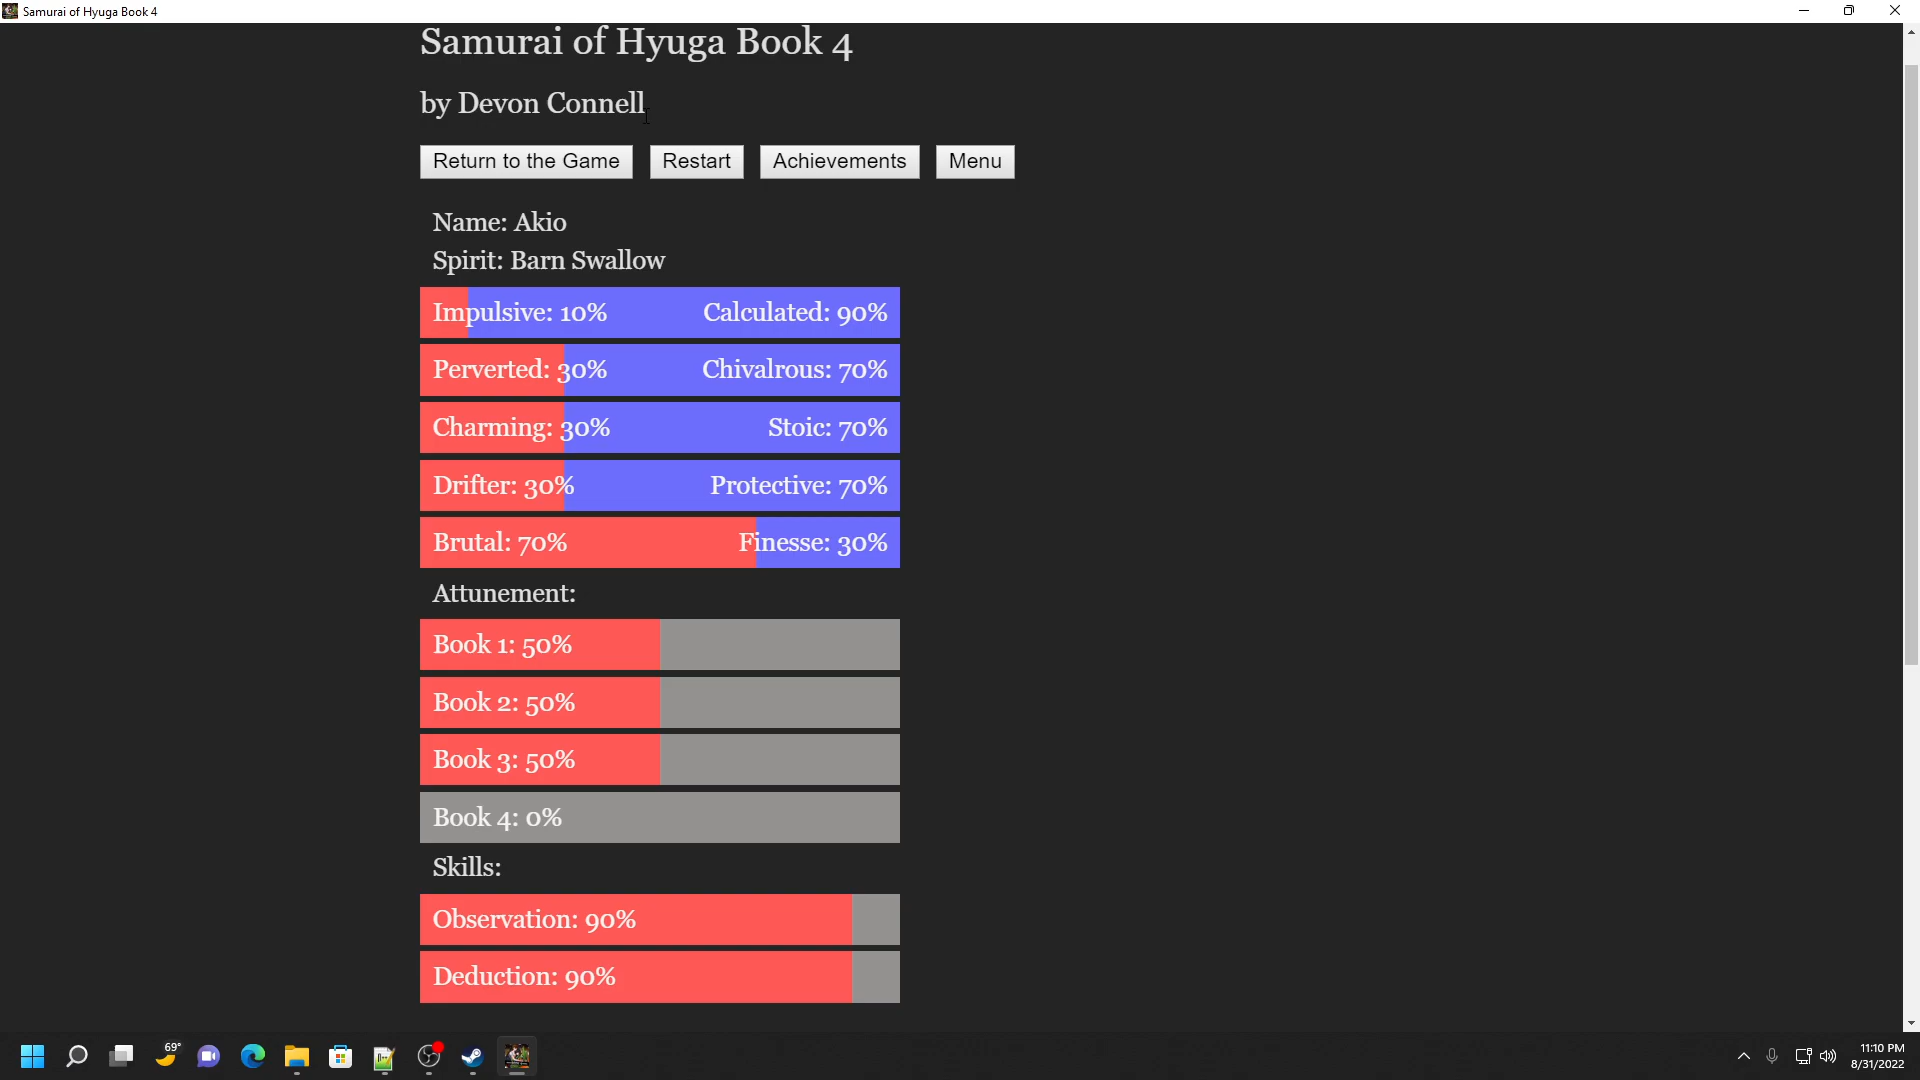 Samurai of Hyuga Book 4
Samurai of Hyuga Book 4
by Devon Connell
Return to the Game Restart Achievements Menu
Name: Akio
Spirit: Barn Swallow
Impulsive: 10% Calculated: 90%
Perverted: 30% Chivalrous: 70%
Charming: 30% Stoic: 70%
Drifter: 30% Protective: 70%
Brutal: 70% Finesse: 30%
Attunement:
Book 1: 50%
Book 2: 50%
Book 3: 50%
Book 4: 0%
Skills:
Observation: 90%
Deduction: 90%
69°
11:10 PM
8/31/2022